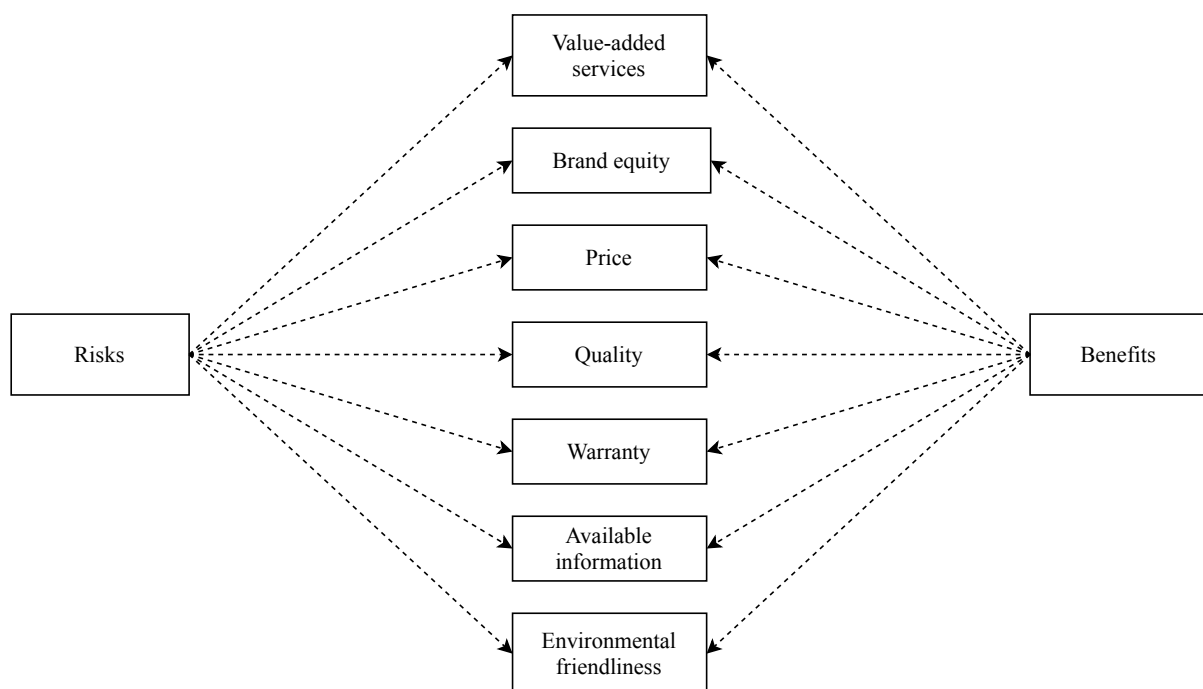 Value-added
services
Brand equity
Price
Risks
Quality
Benefits
Warranty
Available
information
Environmental
friendliness